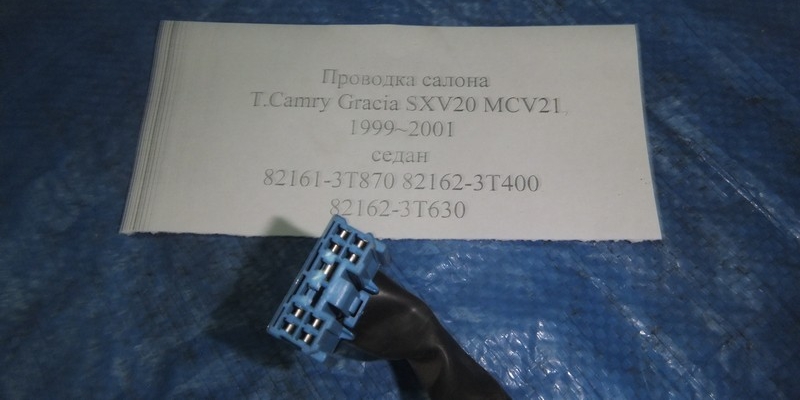 Проводка салона
T.Camry Gracia SXV20 MCV21,
1999~2001
седан
82161-3T870 82162-3T400
82162-3T630